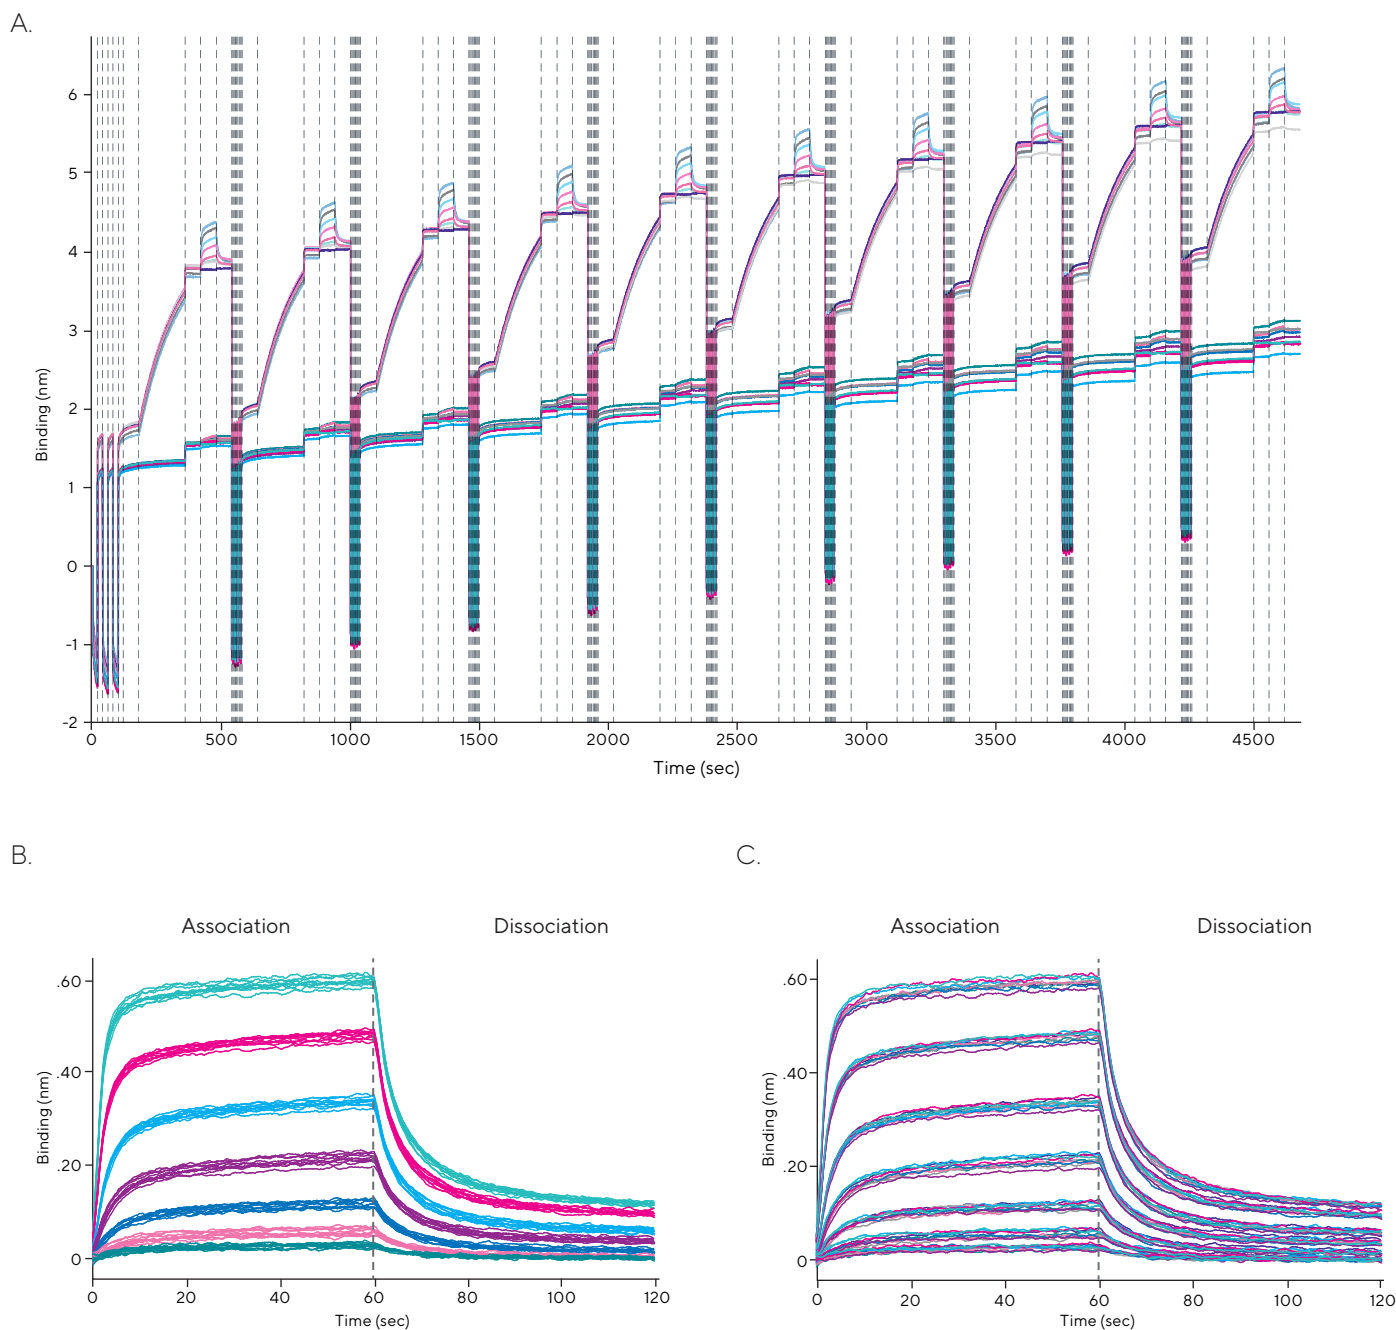 A.
6
5
4
3
2
1
0
-1
-2
Binding (nm)
0 500 1000 1500 2000 2500 3000 3500 4000 4500
Time (sec)
B.
Association Dissociation
.60
.40
.20
0
Binding (nm)
0 20 40 60 80 100 120
Time (sec)
C.
Association Dissociation
.60
.40
.20
0
Binding (nm)
0 20 40 60 80 100 120
Time (sec)